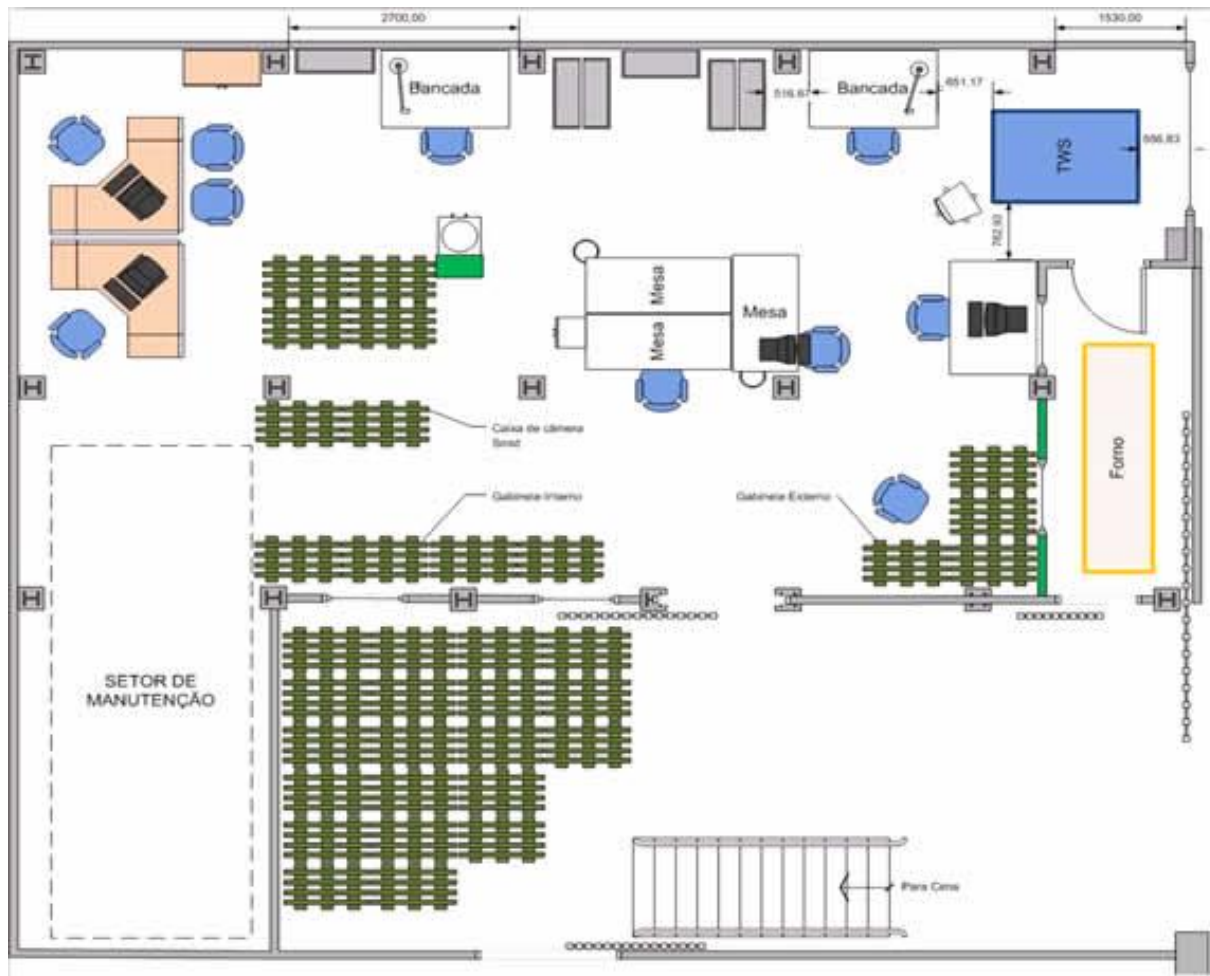 2700,00
1530,00
Bancada
Bancada
516.67
651.17
TWS
656.83
762.93
Mesa
Mesa
Mesa
Caixa de câmera
Gabinete Interno
Gabinete Externo
Forno
SETOR DE
MANUTENÇÃO
Para Cima